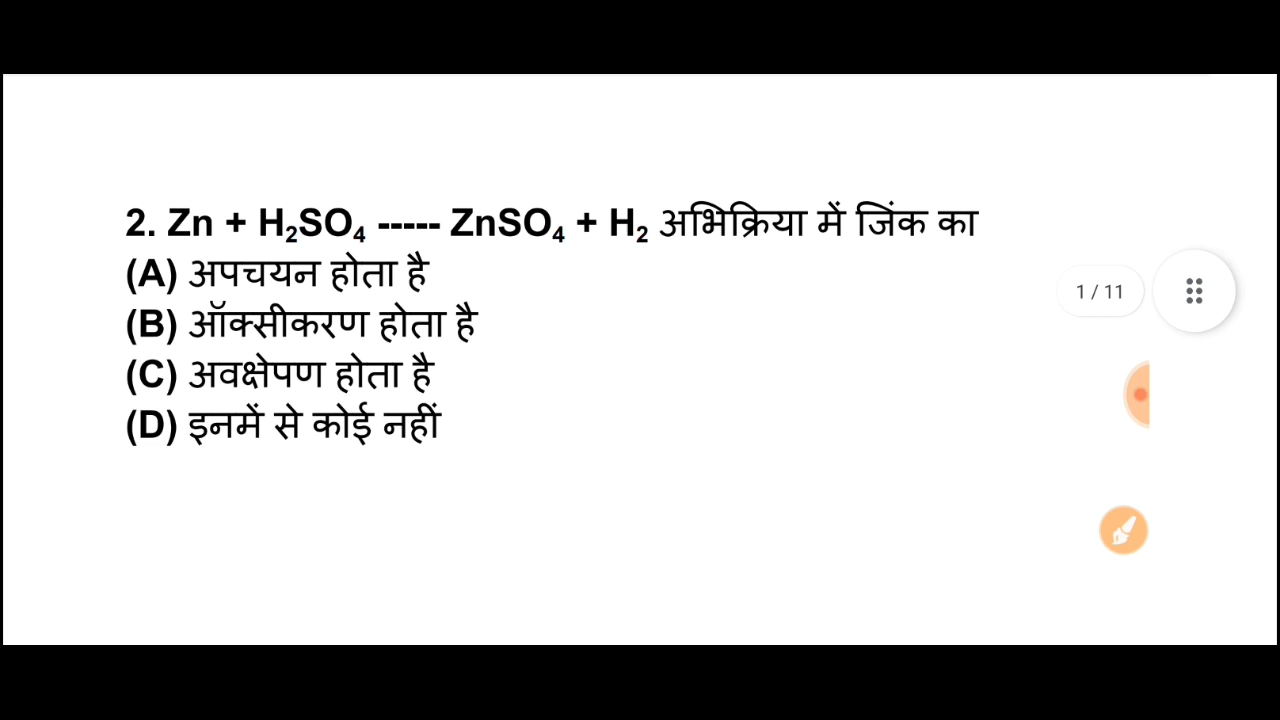 2. Zn + H₂SO₄ ----- ZnSO₄ + H₂ अभिक्रिया में जिंक का
(A) अपचयन होता है
(B) ऑक्सीकरण होता है
(C) अवक्षेपण होता है
(D) इनमें से कोई नहीं
1 / 11